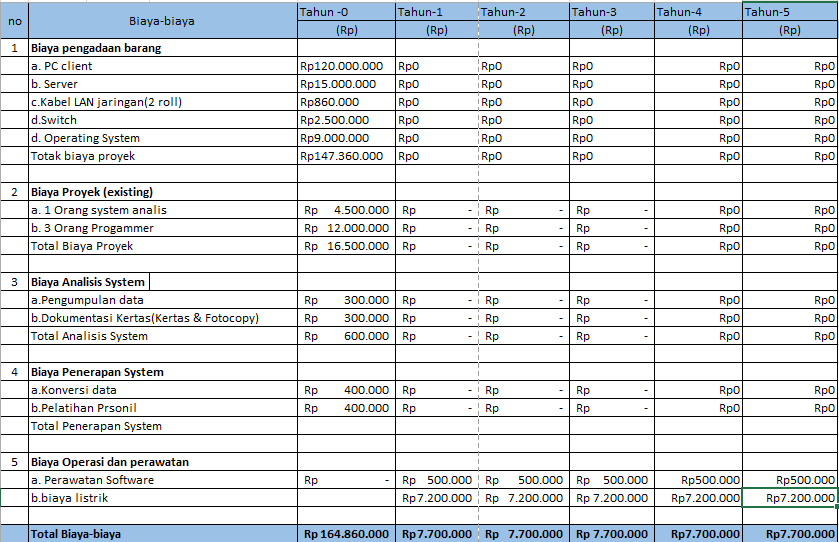 no Biaya-biaya Tahun -0 Tahun-1 Tahun-2 Tahun-3 Tahun-4 Tahun-5
(Rp) (Rp) (Rp) (Rp) (Rp) (Rp)
1 Biaya pengadaan barang
a. PC client Rp120.000.000 Rp0 Rp0 Rp0 Rp0 Rp0
b. Server Rp15.000.000 Rp0 Rp0 Rp0 Rp0 Rp0
c.Kabel LAN jaringan(2 roll) Rp860.000 Rp0 Rp0 Rp0 Rp0 Rp0
d.Switch Rp2.500.000 Rp0 Rp0 Rp0 Rp0 Rp0
d. Operating System Rp9.000.000 Rp0 Rp0 Rp0 Rp0 Rp0
Totak biaya proyek Rp147.360.000 Rp0 Rp0 Rp0 Rp0 Rp0
2 Biaya Proyek (existing)
a. 1 Orang system analis Rp 4.500.000 Rp - Rp - Rp - Rp0 Rp0
b. 3 Orang Progammer Rp 12.000.000 Rp - Rp - Rp - Rp0 Rp0
Total Biaya Proyek Rp 16.500.000 Rp - Rp - Rp - Rp0 Rp0
3 Biaya Analisis System
a.Pengumpulan data Rp 300.000 Rp - Rp - Rp - Rp0 Rp0
b.Dokumentasi Kertas(Kertas & Fotocopy) Rp 300.000 Rp - Rp - Rp - Rp0 Rp0
Total Analisis System Rp 600.000 Rp - Rp - Rp - Rp0 Rp0
4 Biaya Penerapan System
a.Konversi data Rp 400.000 Rp - Rp - Rp - Rp0 Rp0
b.Pelatihan Prsonil Rp 400.000 Rp - Rp - Rp - Rp0 Rp0
Total Penerapan System
5 Biaya Operasi dan perawatan
a. Perawatan Software Rp - Rp 500.000 Rp 500.000 Rp 500.000 Rp500.000 Rp500.000
b.biaya listrik Rp7.200.000 Rp 7.200.000 Rp 7.200.000 Rp7.200.000 Rp7.200.000
Total Biaya-biaya Rp 164.860.000 Rp7.700.000 Rp 7.700.000 Rp 7.700.000 Rp7.700.000 Rp7.700.000